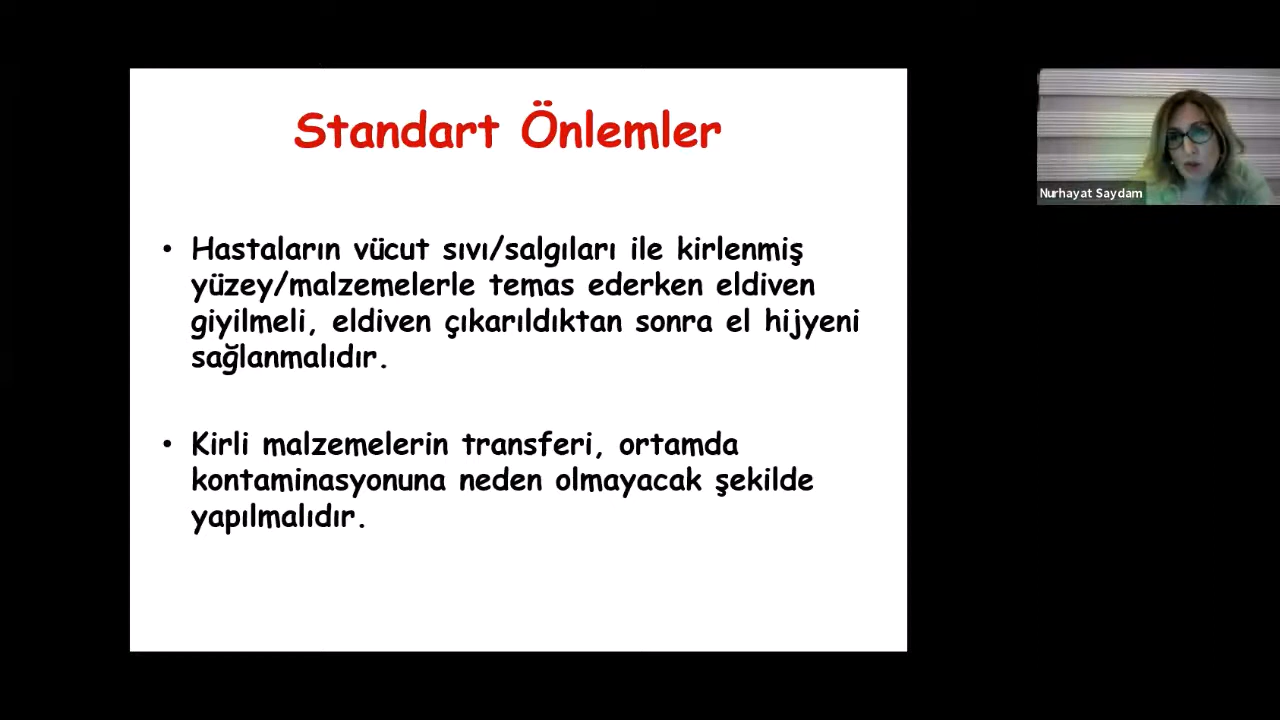 Standart Önlemler
• Hastaların vücut sıvı/salgıları ile kirlenmiş
yüzey/malzemelerle temas ederken eldiven
giyilmeli, eldiven çıkarıldıktan sonra el hijyeni
sağlanmalıdır.
• Kirli malzemelerin transferi, ortamda
kontaminasyonuna neden olmayacak şekilde
yapılmalıdır.
Nurhayat Saydam